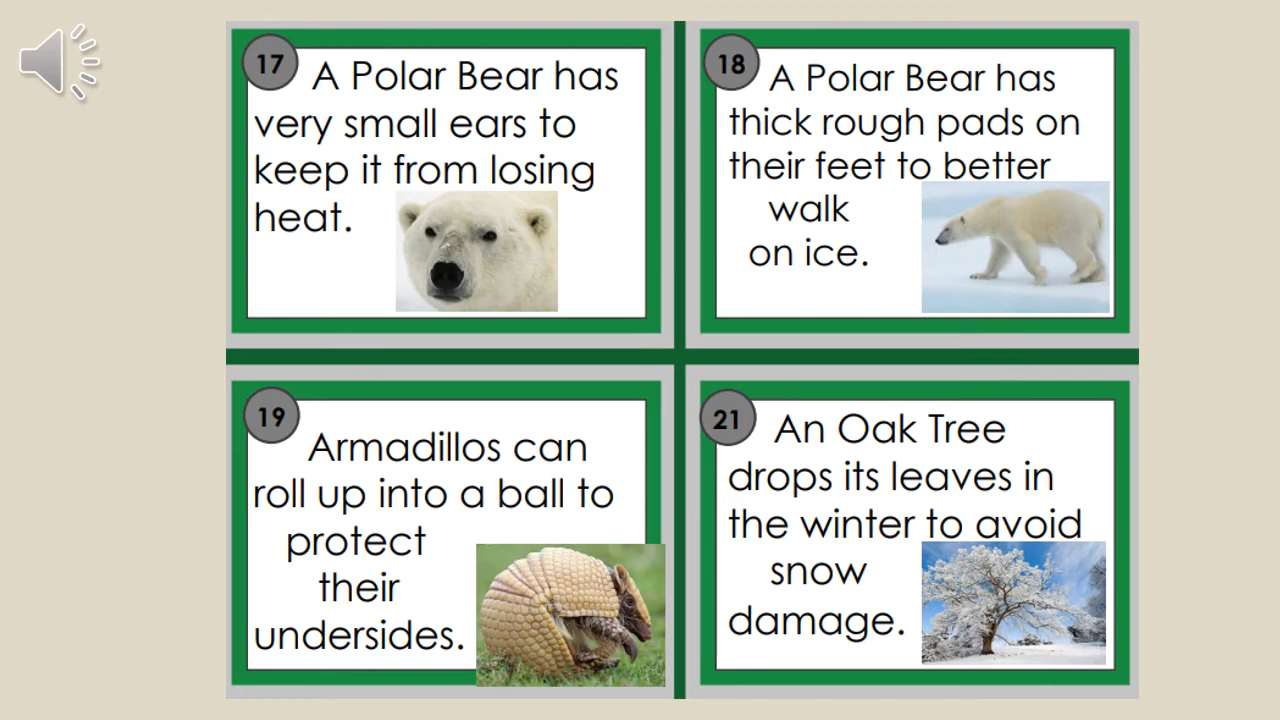 17
A Polar Bear has
very small ears to
keep it from losing
heat.
18
A Polar Bear has
thick rough pads on
their feet to better
walk
on ice.
19
Armadillos can
roll up into a ball to
protect
their
undersides.
21
An Oak Tree
drops its leaves in
the winter to avoid
snow
damage.